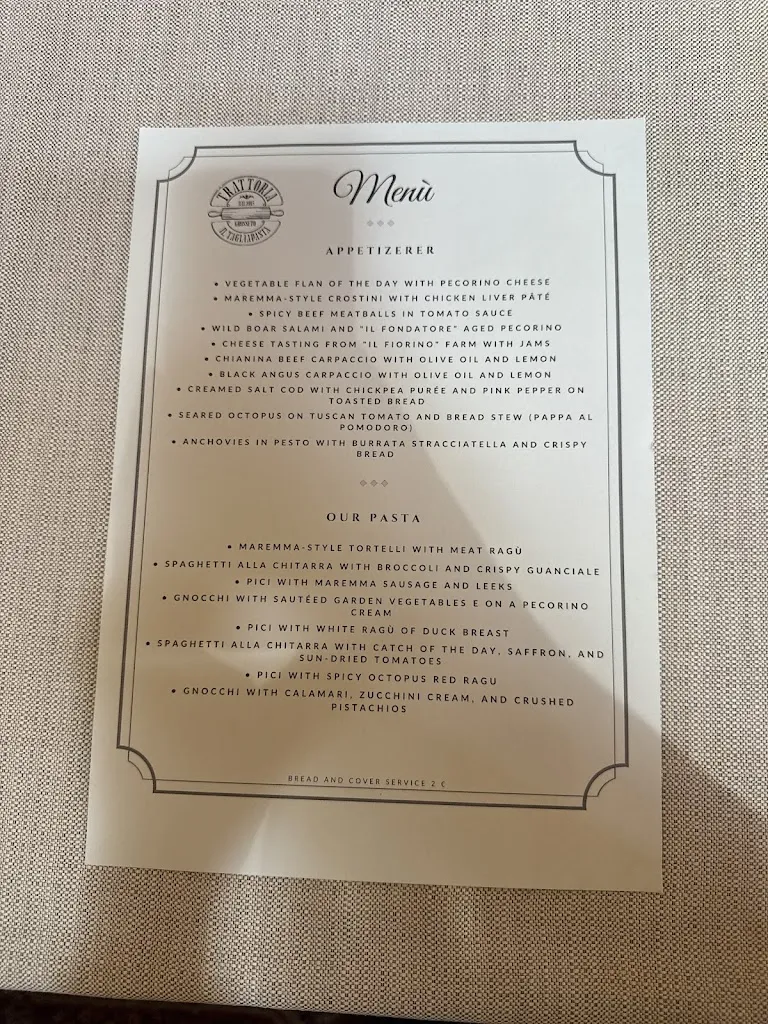 TRATTORIA
GROSSETO
IL TAGLIAPASTA
Menù
APPETIZERER
• VEGETABLE FLAN OF THE DAY WITH PECORINO CHEESE
• MAREMMA-STYLE CROSTINI WITH CHICKEN LIVER PÂTÉ
• SPICY BEEF MEATBALLS IN TOMATO SAUCE
• WILD BOAR SALAMI AND "IL FONDATORE" AGED PECORINO
• CHEESE TASTING FROM "IL FIORINO" FARM WITH JAMS
• CHIANINA BEEF CARPACCIO WITH OLIVE OIL AND LEMON
• BLACK ANGUS CARPACCIO WITH OLIVE OIL AND LEMON
• CREAMED SALT COD WITH CHICKPEA PURÉE AND PINK PEPPER ON
TOASTED BREAD
• SEARED OCTOPUS ON TUSCAN TOMATO AND BREAD STEW (PAPPA AL
POMODORO)
• ANCHOVIES IN PESTO WITH BURRATA STRACCIATELLA AND CRISPY
BREAD
OUR PASTA
• MAREMMA-STYLE TORTELLI WITH MEAT RAGÙ
• SPAGHETTI ALLA CHITARRA WITH BROCCOLI AND CRISPY GUANCIALE
• PICI WITH MAREMMA SAUSAGE AND LEEKS
• GNOCCHI WITH SAUTÉED GARDEN VEGETABLES E ON A PECORINO
CREAM
• PICI WITH WHITE RAGÙ OF DUCK BREAST
• SPAGHETTI ALLA CHITARRA WITH CATCH OF THE DAY, SAFFRON, AND
SUN-DRIED TOMATOES
• PICI WITH SPICY OCTOPUS RED RAGU
• GNOCCHI WITH CALAMARI, ZUCCHINI CREAM, AND CRUSHED
PISTACHIOS
BREAD AND COVER SERVICE 2 €